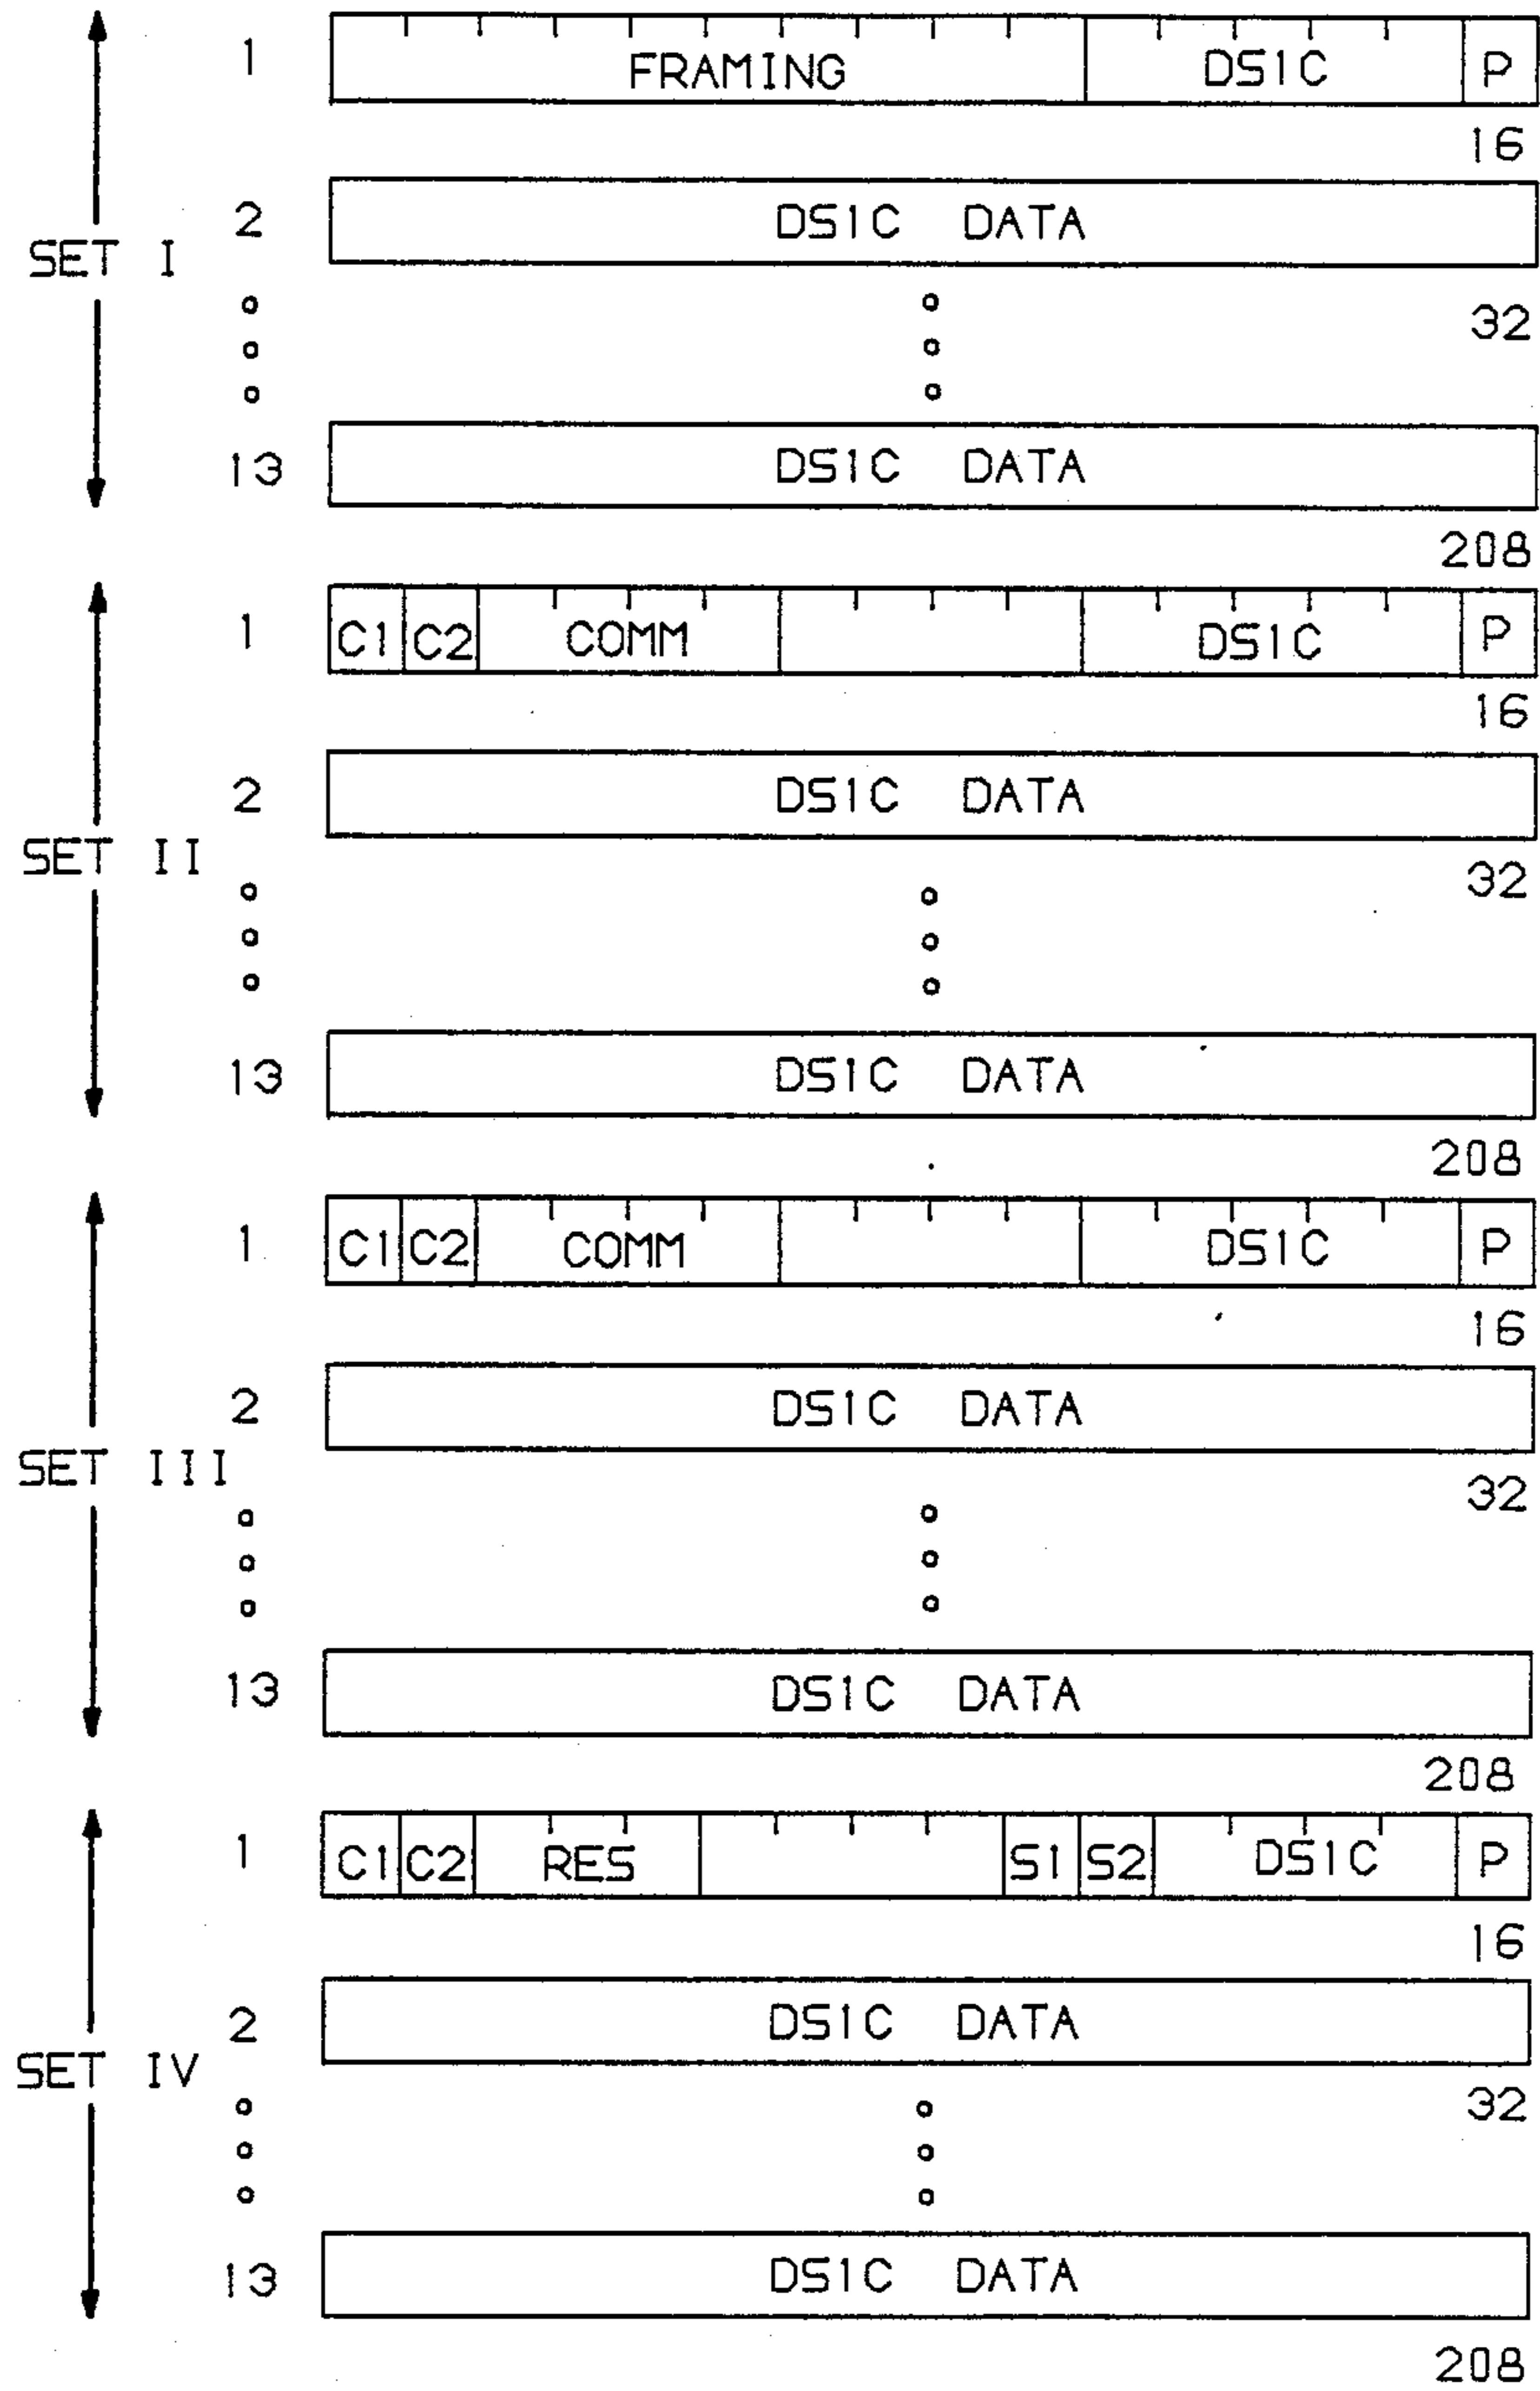 1 FRAMING DS1C P
16
2 DS1C DATA
SET I
32
13 DS1C DATA
208
1 C1 C2 COMM DS1C P
16
2 DS1C DATA
SET II
32
13 DS1C DATA
208
1 C1 C2 COMM DS1C P
16
2 DS1C DATA
SET III
32
13 DS1C DATA
208
1 C1 C2 RES S1 S2 DS1C P
16
2 DS1C DATA
SET IV
32
13 DS1C DATA
208